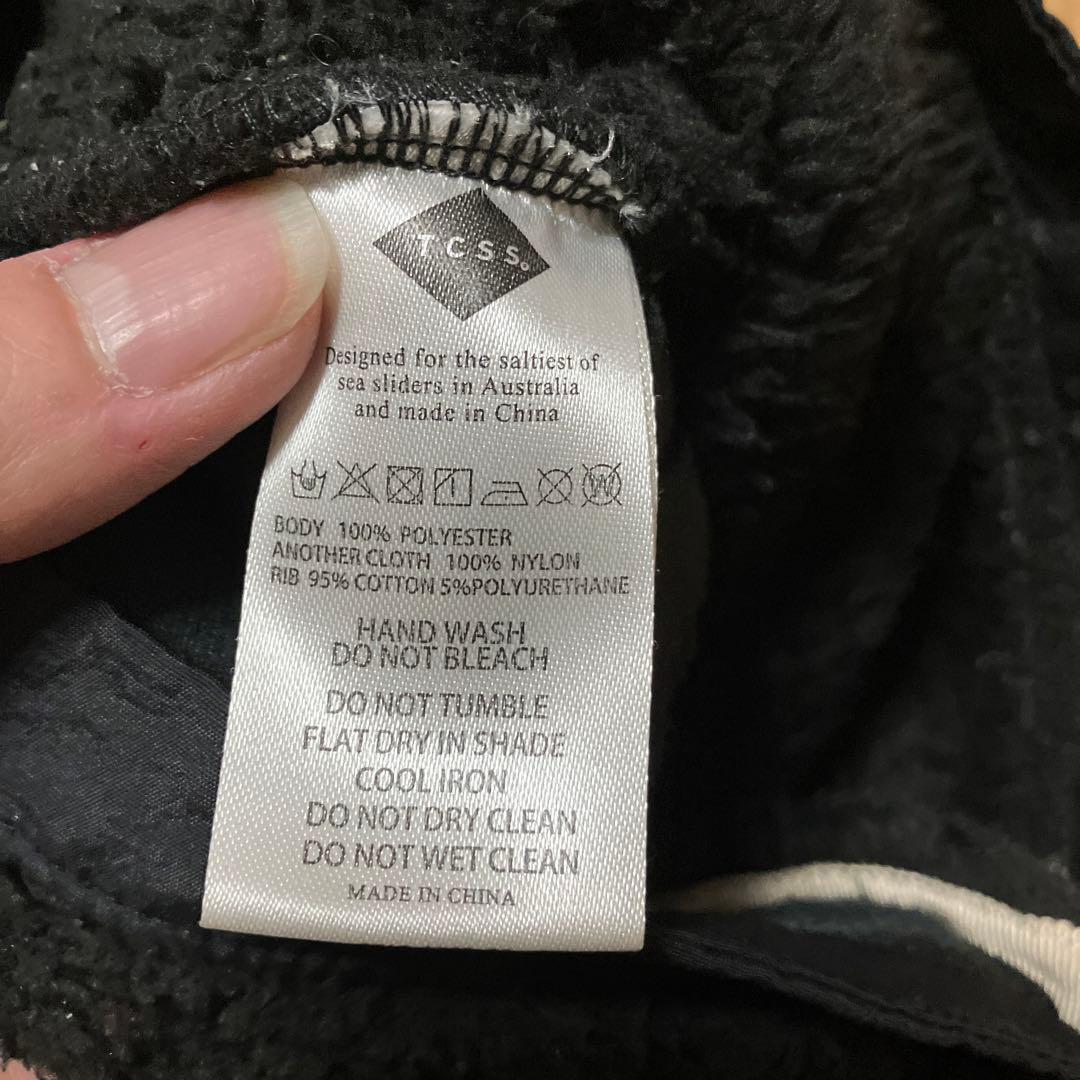 T.C.S.S.
Designed for the saltiest of
sea sliders in Australia
and made in China
W
BODY 100% POLYESTER
ANOTHER CLOTH 100% NYLON
RIB 95% COTTON 5%POLYURETHANE
HAND WASH
DO NOT BLEACH
DO NOT TUMBLE
FLAT DRY IN SHADE
COOL IRON
DO NOT DRY CLEAN
DO NOT WET CLEAN
MADE IN CHINA